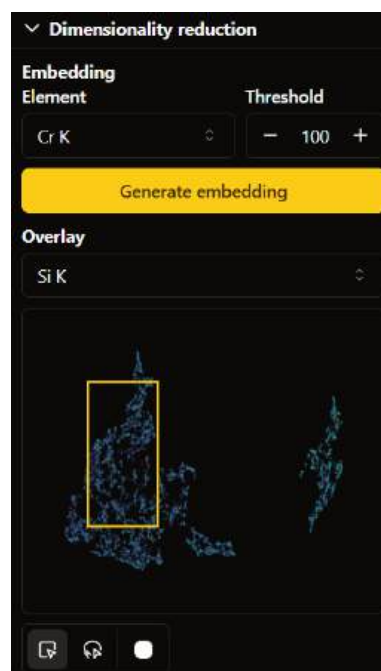 Dimensionality reduction
Embedding
Element Threshold
Cr K − 100 +
Generate embedding
Overlay
Si K